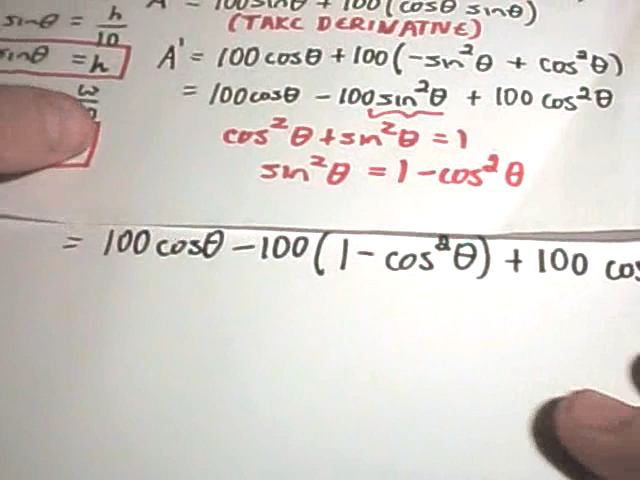 A = 100sinθ + 100(cosθ sinθ)
sinθ = h/10
(TAKE DERIVATIVE)
sinθ = h
A' = 100cosθ + 100(-sin²θ + cos²θ)
= 100cosθ - 100sin²θ + 100cos²θ
w
cos²θ + sin²θ = 1
sin²θ = 1 - cos²θ
= 100cosθ - 100(1 - cos²θ) + 100 cos